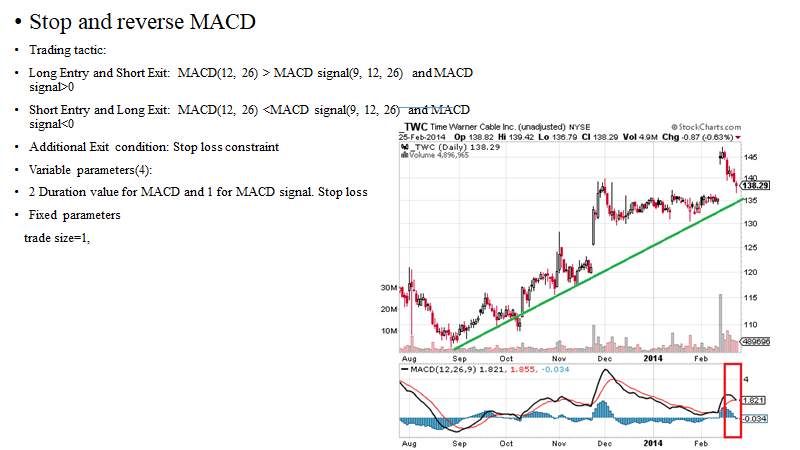 • Stop and reverse MACD
• Trading tactic:
• Long Entry and Short Exit: MACD(12, 26) > MACD signal(9, 12, 26) and MACD
signal>0
• Short Entry and Long Exit: MACD(12, 26) <MACD signal(9, 12, 26) and MACD
signal<0
• Additional Exit condition: Stop loss constraint
• Variable parameters(4):
• 2 Duration value for MACD and 1 for MACD signal. Stop loss
• Fixed parameters
trade size=1,
TWC Time Warner Cable Inc. (unadjusted) NYSE © StockCharts.com
25-Feb-2014 Op 138.82 Hi 139.42 Lo 136.79 Cl 138.29 Vol 4.9M Chg -0.87 (-0.63%)
TWC (Daily) 138.29
Volume 4,896,965
145
140
138.29
135
130
125
120
30M
115
20M
110
10M
489696
Aug Sep Oct Nov Dec 2014 Feb
MACD(12,26,9) 1.821, 1.855, -0.034
4
1.821
-0.034
Aug Sep Oct Nov Dec 2014 Feb